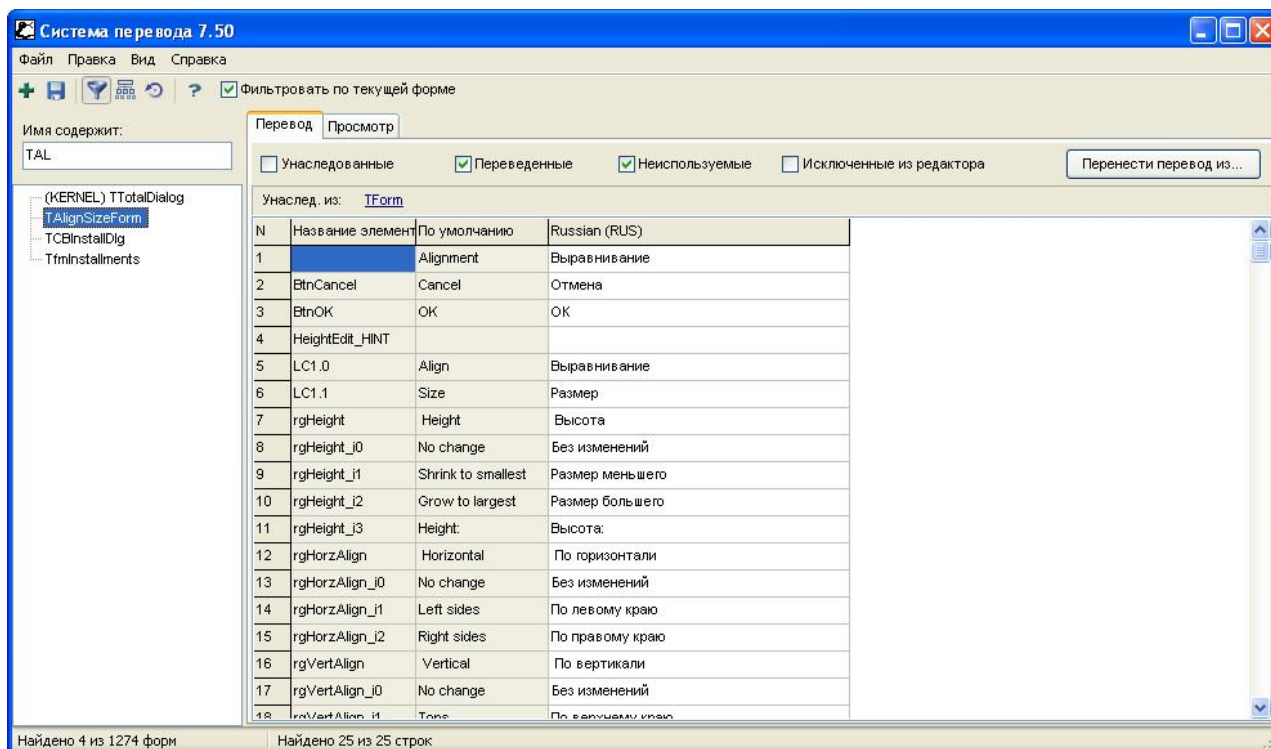 Система перевода 7.50
Файл Правка Вид Справка
Фильтровать по текущей форме
Имя содержит:
TAL
(KERNEL) TTotalDialog
TAlignSizeForm
TCBInstallDlg
TfmInstallments
Перевод Просмотр
Унаследованные Переведенные Неиспользуемые Исключенные из редактора Перенести перевод из...
Унаслед. из: TForm
N Название элемент По умолчанию Russian (RUS)
1 Alignment Выравнивание
2 BtnCancel Cancel Отмена
3 BtnOK OK ОК
4 HeightEdit_HINT
5 LC1.0 Align Выравнивание
6 LC1.1 Size Размер
7 rgHeight Height Высота
8 rgHeight_i0 No change Без изменений
9 rgHeight_i1 Shrink to smallest Размер меньшего
10 rgHeight_i2 Grow to largest Размер большего
11 rgHeight_i3 Height: Высота:
12 rgHorzAlign Horizontal По горизонтали
13 rgHorzAlign_i0 No change Без изменений
14 rgHorzAlign_i1 Left sides По левому краю
15 rgHorzAlign_i2 Right sides По правому краю
16 rgVertAlign Vertical По вертикали
17 rgVertAlign_i0 No change Без изменений
18 rgVertAlign_i1 Tops По верхнему краю
Найдено 4 из 1274 форм Найдено 25 из 25 строк